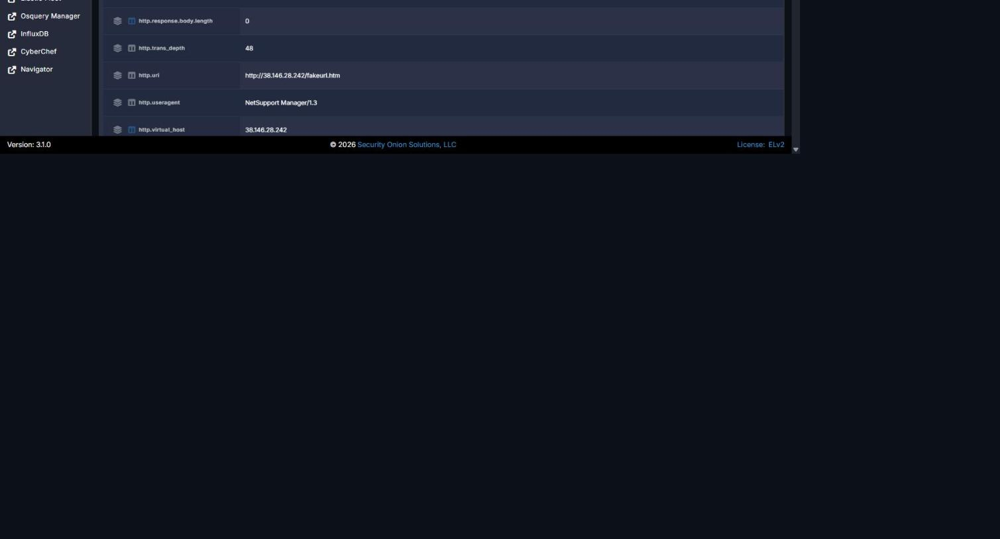 Osquery Manager
InfluxDB
CyberChef
Navigator
http.response.body.length 0
http.trans_depth 48
http.uri http://38.146.28.242/fakeurl.htm
http.useragent NetSupport Manager/1.3
http.virtual_host 38.146.28.242
Version: 3.1.0 © 2026 Security Onion Solutions, LLC License: ELv2